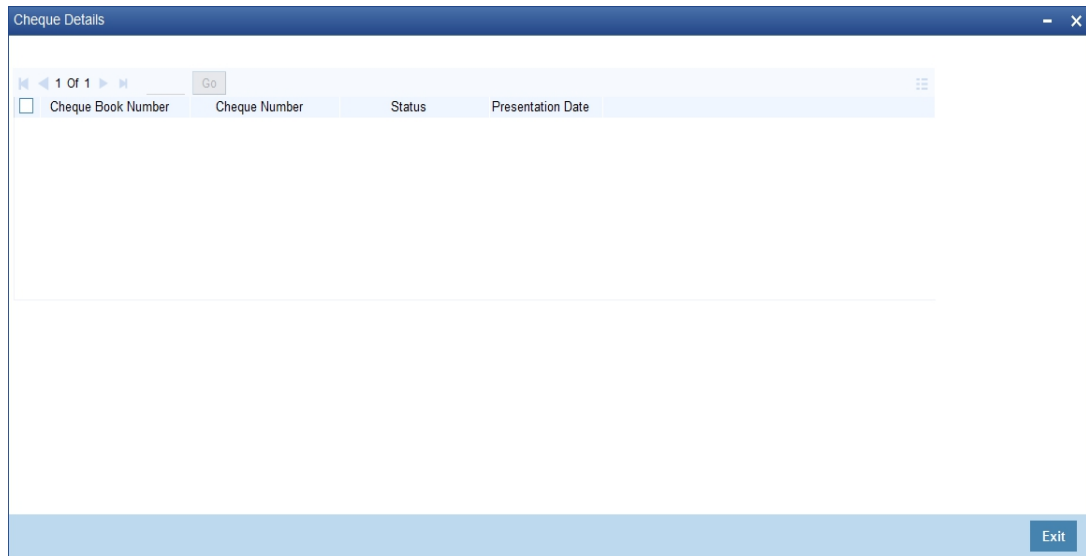 Cheque Details
1 Of 1 Go
Cheque Book Number Cheque Number Status Presentation Date
Exit